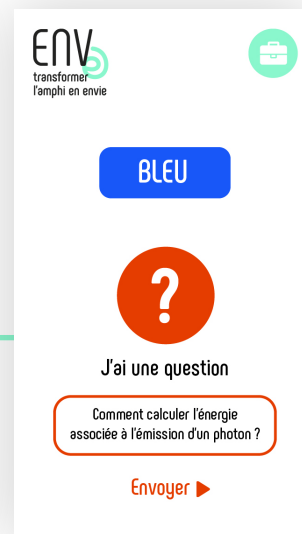 ENV
transformer
l'amphi en envie
BLEU
?
J'ai une question
Comment calculer l'énergie
associée à l'émission d'un photon ?
Envoyer